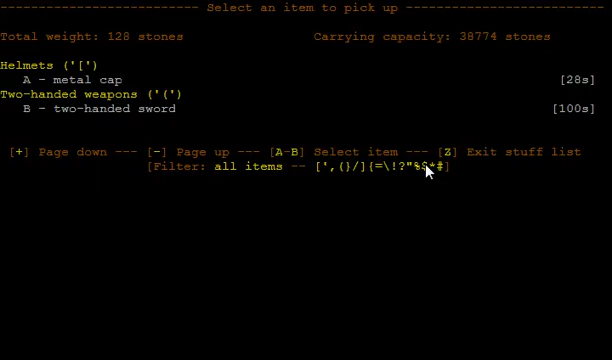 -------------------------- Select an item to pick up --------------------------
Total weight: 128 stones Carrying capacity: 38774 stones
Helmets ('[')
A - metal cap [28s]
Two-handed weapons ('(')
B - two-handed sword [100s]
[+] Page down --- [-] Page up --- [A-B] Select item --- [Z] Exit stuff list
[Filter: all items -- [',(}/]{=\!?"%$*#]